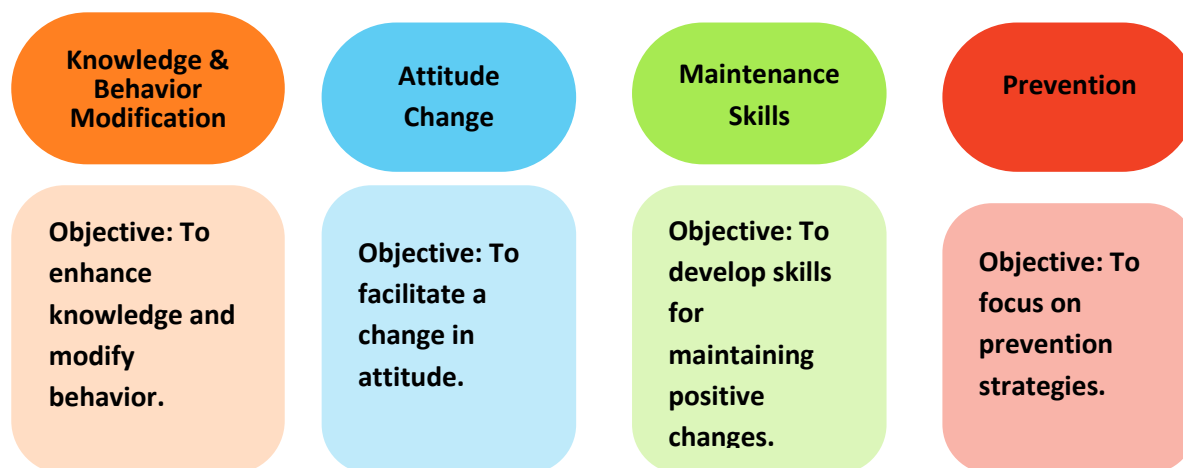 Knowledge &
Behavior
Modification
Attitude
Change
Maintenance
Skills
Prevention
Objective: To
enhance
knowledge and
modify
behavior.
Objective: To
facilitate a
change in
attitude.
Objective: To
develop skills
for
maintaining
positive
changes.
Objective: To
focus on
prevention
strategies.